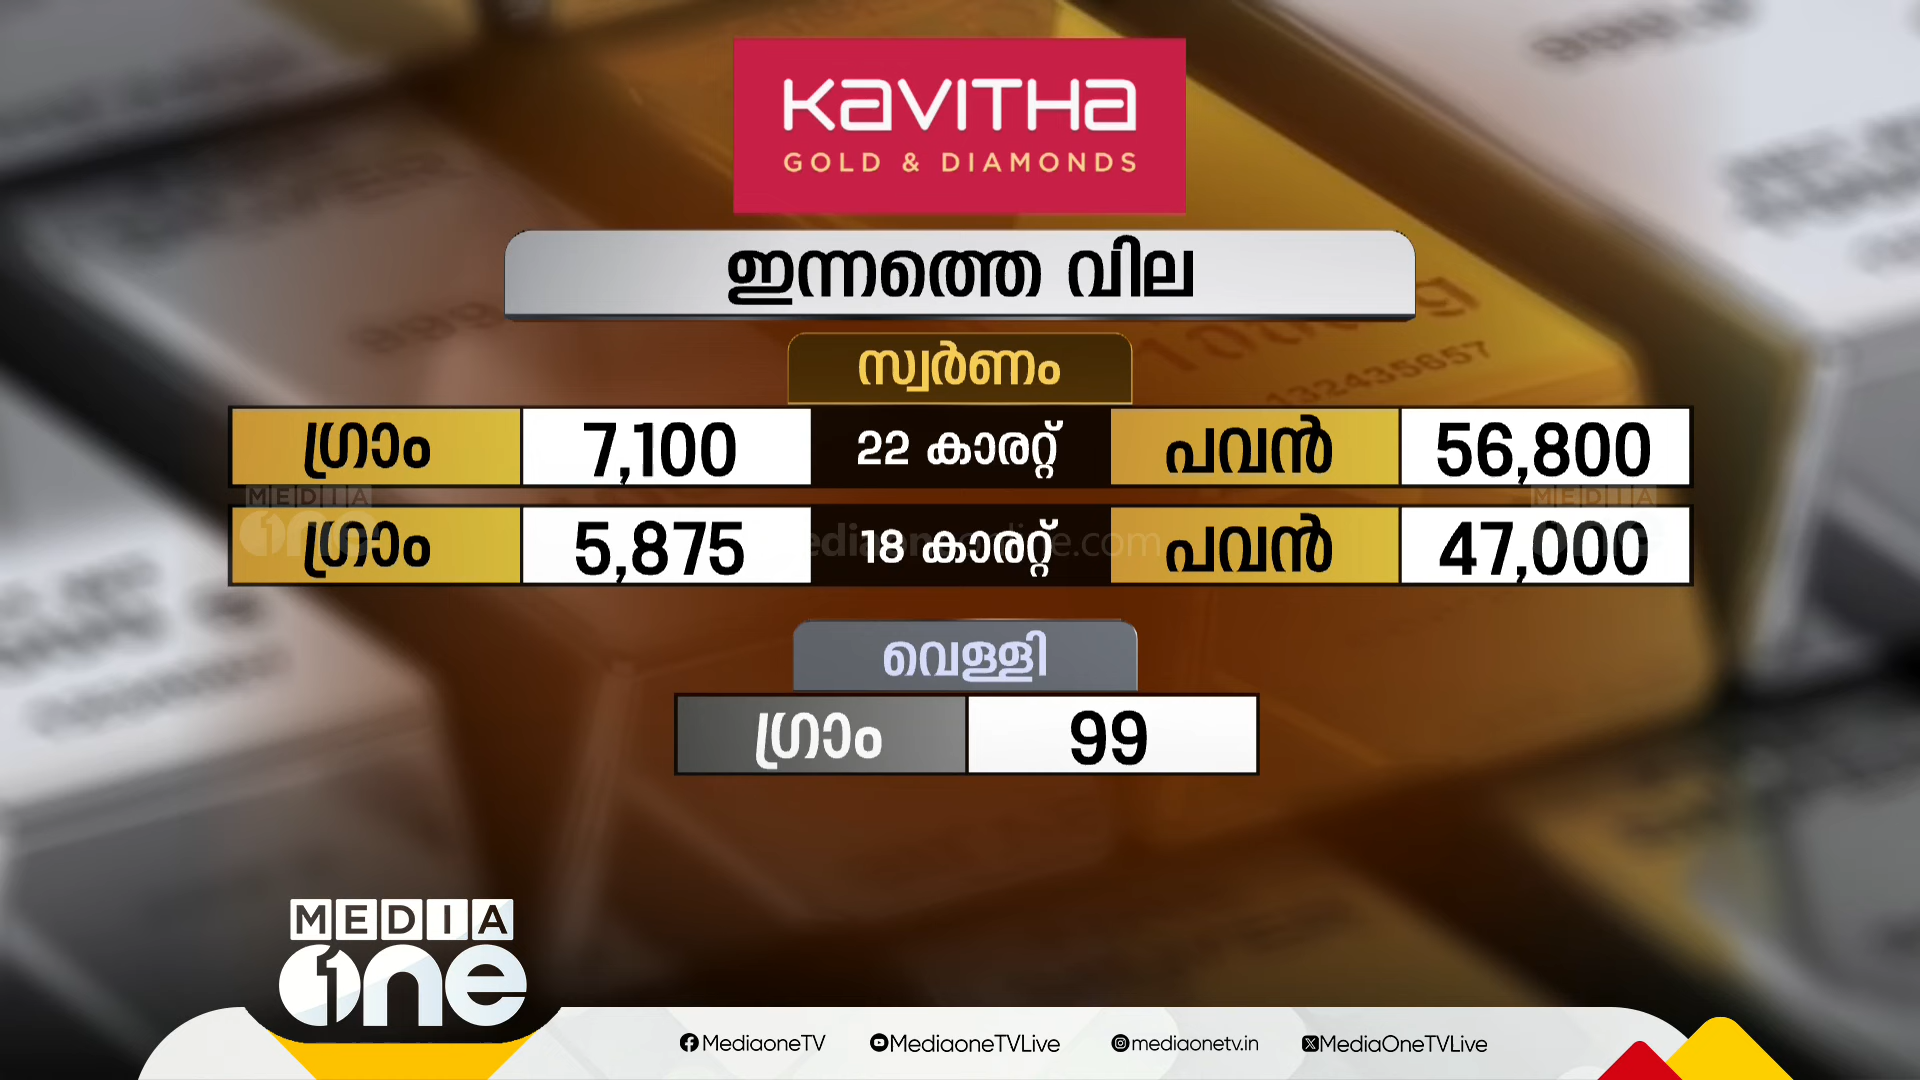 KAVITHA
GOLD & DIAMONDS
ഇന്നത്തെ വില
സ്വർണം
ഗ്രാം 7,100 22 കാരറ്റ് പവൻ 56,800
ഗ്രാം 5,875 18 കാരറ്റ് പവൻ 47,000
വെള്ളി
ഗ്രാം 99
MEDIA
one
MediaoneTV MediaoneTVLive mediaonetv.in MediaOneTVLive